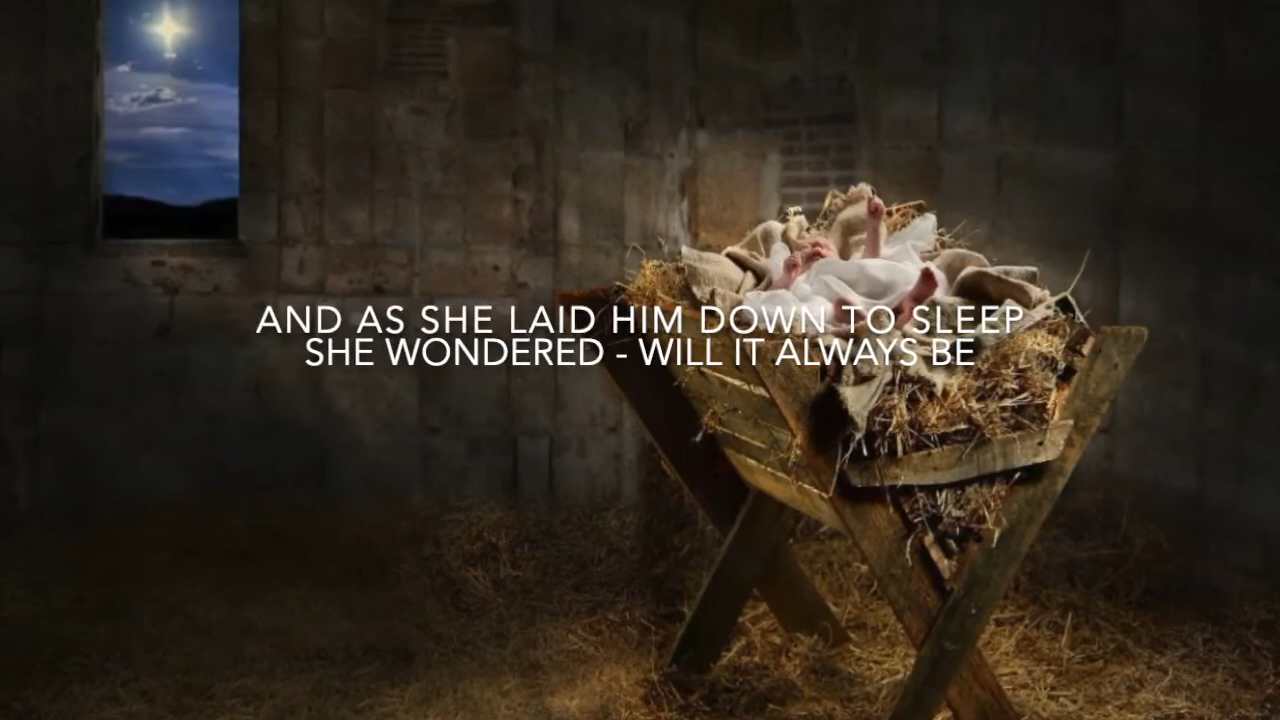 AND AS SHE LAID HIM DOWN TO SLEEP
SHE WONDERED - WILL IT ALWAYS BE